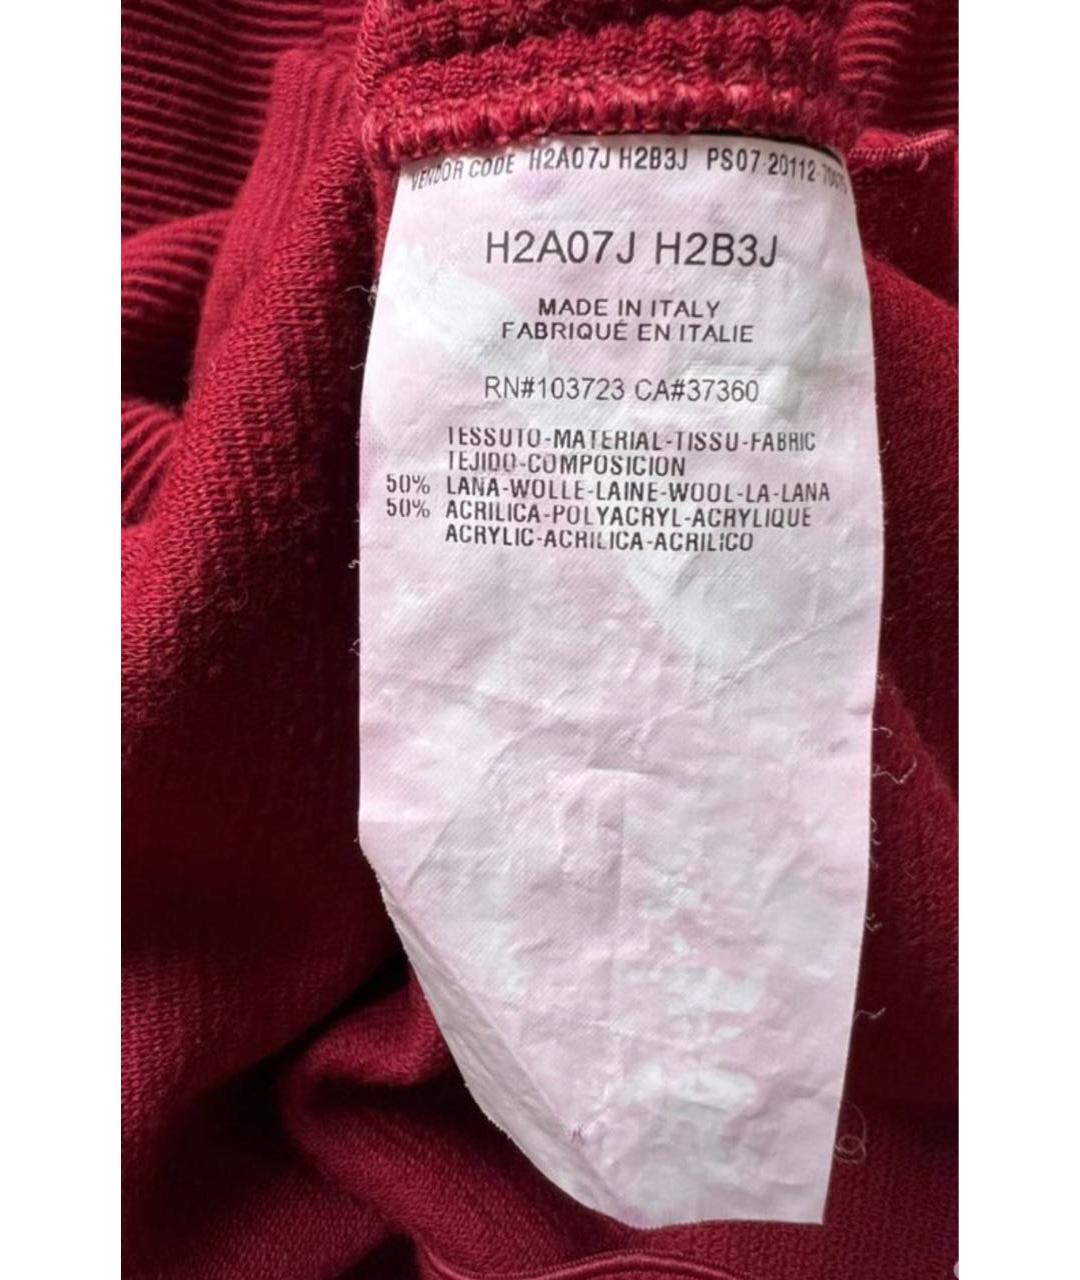 VENDOR CODE H2A07J H2B3J PS07 20112
H2A07J H2B3J
MADE IN ITALY
FABRIQUÉ EN ITALIE
RN#103723 CA#37360
TESSUTO-MATERIAL-TISSU-FABRIC
TEJIDO-COMPOSICION
50% LANA-WOLLE-LAINE-WOOL-LA-LANA
50% ACRILICA-POLYACRYL-ACRYLIQUE
ACRYLIC-ACRILICA-ACRILICO